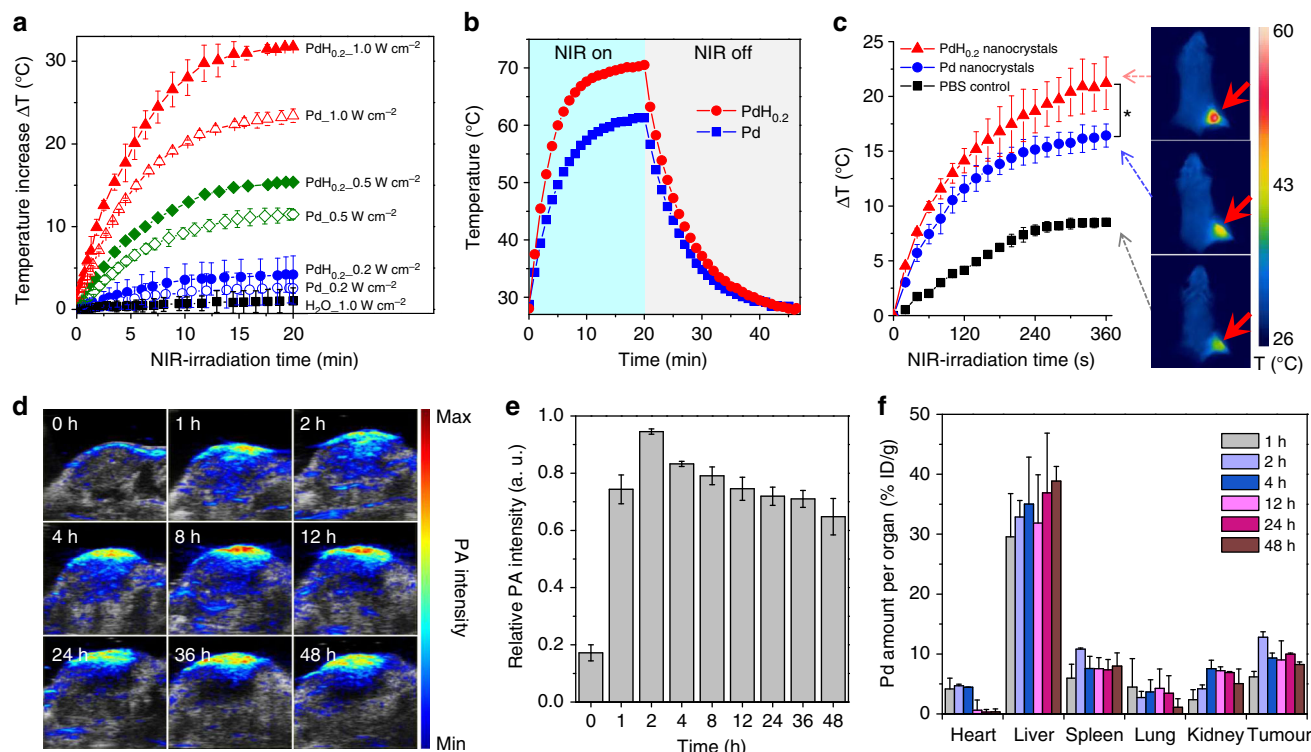 a
Temperature increase ΔT (°C)
30
20
10
0
0
5
10
15
20
NIR-irradiation time (min)
PdH0.2_1.0 W cm−2
Pd_1.0 W cm−2
PdH0.2_0.5 W cm−2
Pd_0.5 W cm−2
PdH0.2_0.2 W cm−2
Pd_0.2 W cm−2
H2O_1.0 W cm−2
b
Temperature (°C)
70
60
50
40
30
NIR on
NIR off
PdH0.2
Pd
0
10
20
30
40
Time (min)
c
ΔT (°C)
25
20
15
10
5
0
PdH0.2 nanocrystals
Pd nanocrystals
PBS control
*
0
120
240
360
NIR-irradiation time (s)
60
43
26
T (°C)
d
0 h
1 h
2 h
4 h
8 h
12 h
24 h
36 h
48 h
Max
PA intensity
Min
e
Relative PA intensity (a. u.)
1.0
0.8
0.6
0.4
0.2
0.0
0
1
2
4
8
12
24
36
48
Time (h)
f
Pd amount per organ (% ID/g)
50
40
30
20
10
0
1 h
2 h
4 h
12 h
24 h
48 h
Heart
Liver
Spleen
Lung
Kidney
Tumour